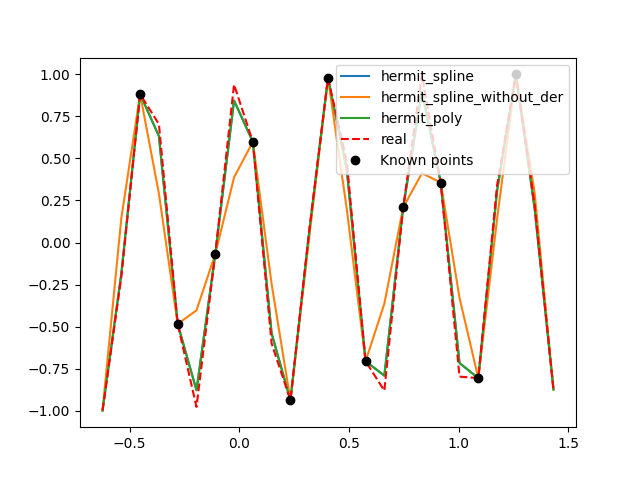 1.00
0.75
0.50
0.25
0.00
−0.25
−0.50
−0.75
−1.00
−0.5
0.0
0.5
1.0
1.5
hermit_spline
hermit_spline_without_der
hermit_poly
real
Known points